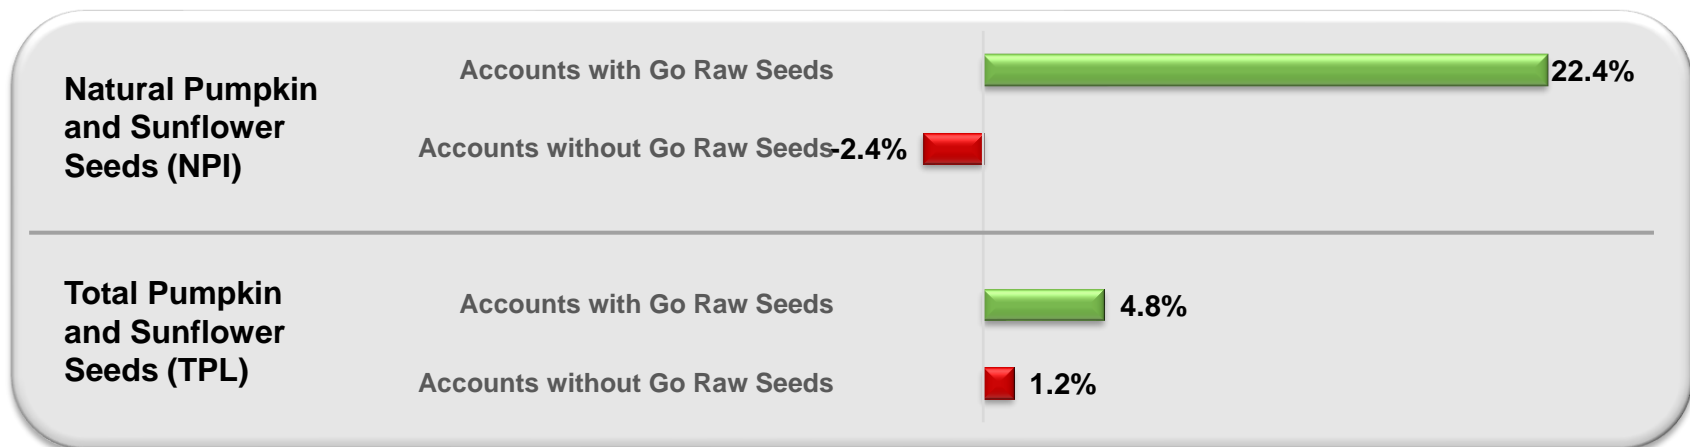 Natural Pumpkin
and Sunflower
Seeds (NPI)
Accounts with Go Raw Seeds
22.4%
Accounts without Go Raw Seeds
-2.4%
Total Pumpkin
and Sunflower
Seeds (TPL)
Accounts with Go Raw Seeds
4.8%
Accounts without Go Raw Seeds
1.2%